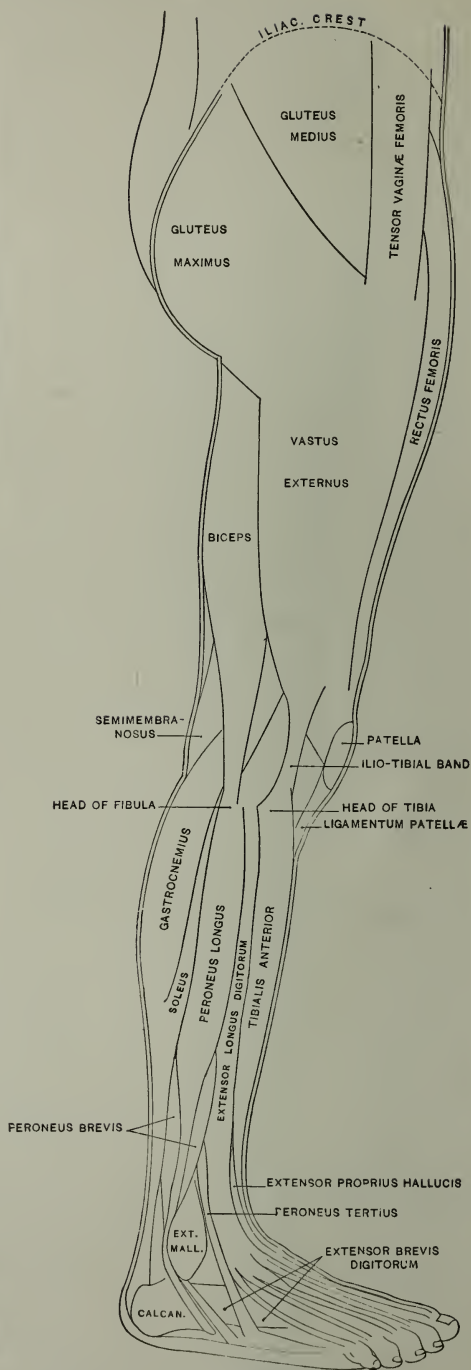 ILIAC. CREST
GLUTEUS
MEDIUS
TENSOR VAGINÆ FEMORIS
GLUTEUS
MAXIMUS
RECTUS FEMORIS
VASTUS
EXTERNUS
BICEPS
SEMIMEMBRA-
NOSUS
PATELLA
ILIO-TIBIAL BAND
HEAD OF FIBULA
HEAD OF TIBIA
LIGAMENTUM PATELLÆ
GASTROCNEMIUS
SOLEUS
PERONEUS LONGUS
EXTENSOR LONGUS DIGITORUM
TIBIALIS ANTERIOR
PERONEUS BREVIS
EXTENSOR PROPRIUS HALLUCIS
PERONEUS TERTIUS
EXT.
MALL.
EXTENSOR BREVIS
DIGITORUM
CALCAN.